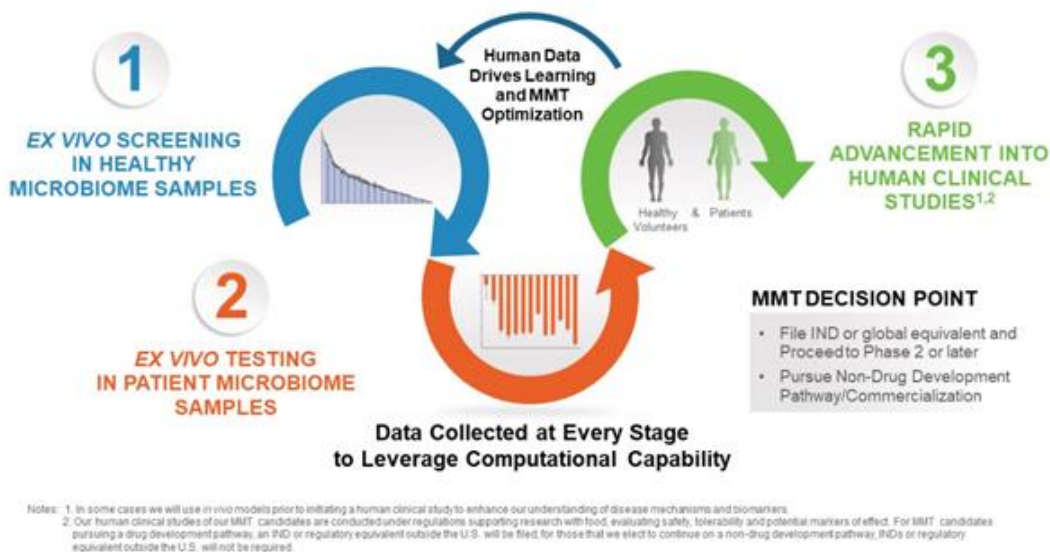 1
EX VIVO SCREENING
IN HEALTHY
MICROBIOME SAMPLES
Human Data
Drives Learning
and MMT
Optimization
Healthy & Patients
Volunteers
3
RAPID
ADVANCEMENT INTO
HUMAN CLINICAL
STUDIES1,2
2
EX VIVO TESTING
IN PATIENT MICROBIOME
SAMPLES
MMT DECISION POINT
• File IND or global equivalent and
Proceed to Phase 2 or later
• Pursue Non-Drug Development
Pathway/Commercialization
Data Collected at Every Stage
to Leverage Computational Capability
Notes: 1. In some cases we will use in vivo models prior to initiating a human clinical study to enhance our understanding of disease mechanisms and biomarkers.
2. Our human clinical studies of our MMT candidates are conducted under regulations supporting research with food, evaluating safety, tolerability and potential markers of effect. For MMT candidates
pursuing a drug development pathway, an IND or regulatory equivalent outside the U.S. will be filed; for those that we elect to continue on a non-drug development pathway, INDs or regulatory
equivalent outside the U.S. will not be required.